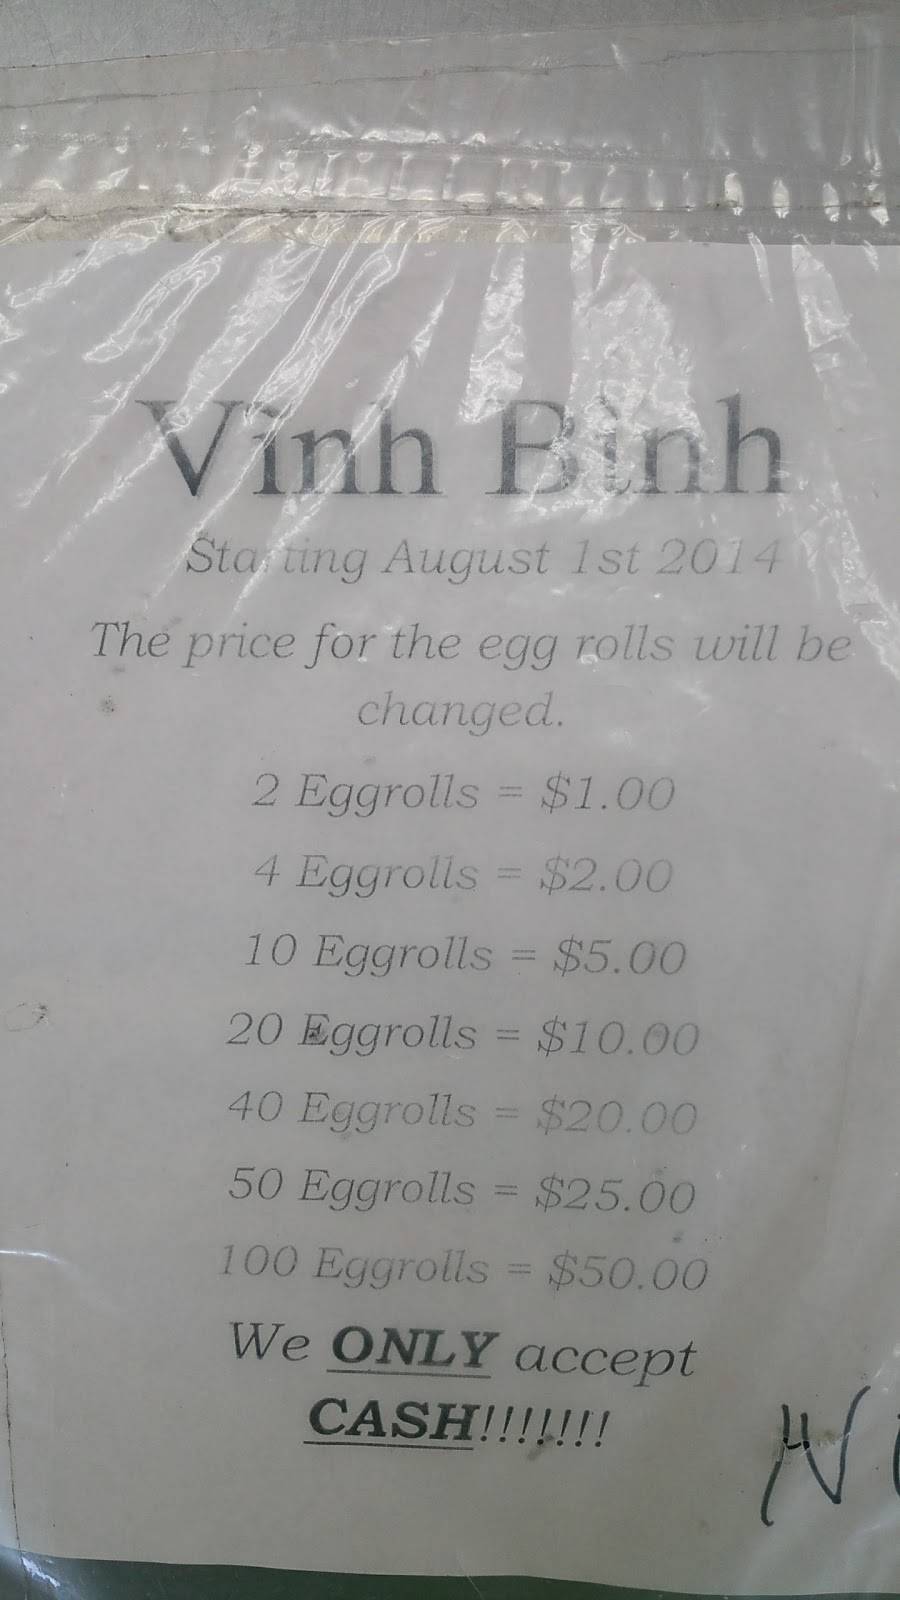 Vinh Bình
Starting August 1st 2014
The price for the egg rolls will be
changed.
2 Eggrolls = $1.00
4 Eggrolls = $2.00
10 Eggrolls = $5.00
20 Eggrolls = $10.00
40 Eggrolls = $20.00
50 Eggrolls = $25.00
100 Eggrolls = $50.00
We ONLY accept
CASH!!!!!!!